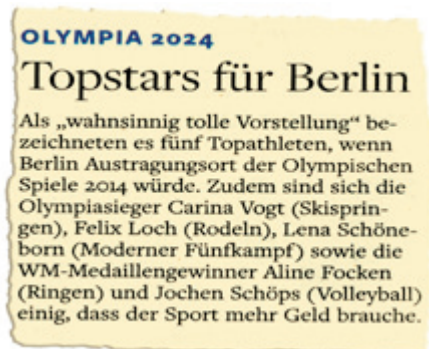 OLYMPIA 2024
Topstars für Berlin
Als „wahnsinnig tolle Vorstellung“ be-
zeichneten es fünf Topathleten, wenn
Berlin Austragungsort der Olympischen
Spiele 2014 würde. Zudem sind sich die
Olympiasieger Carina Vogt (Skisprin-
gen), Felix Loch (Rodeln), Lena Schöne-
born (Moderner Fünfkampf) sowie die
WM-Medaillengewinner Aline Focken
(Ringen) und Jochen Schöps (Volleyball)
einig, dass der Sport mehr Geld brauche.